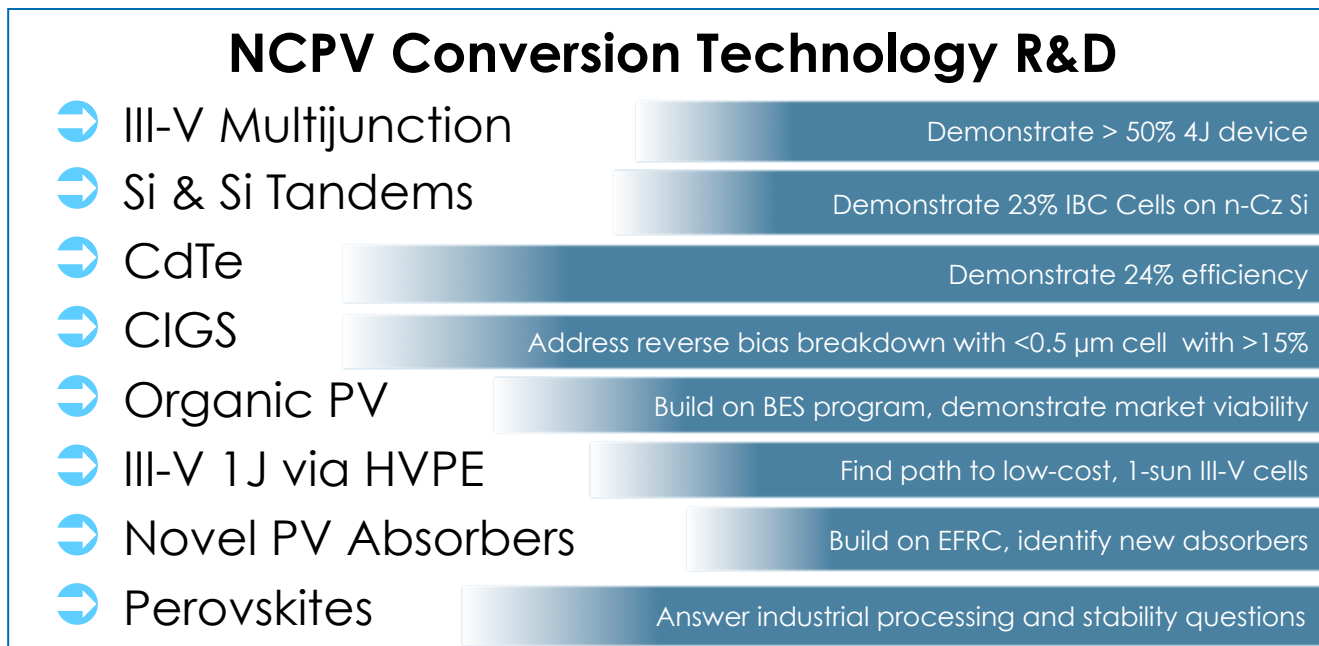 NCPV Conversion Technology R&D
III-V Multijunction Demonstrate > 50% 4J device
Si & Si Tandems Demonstrate 23% IBC Cells on n-Cz Si
CdTe Demonstrate 24% efficiency
CIGS Address reverse bias breakdown with <0.5 µm cell with >15%
Organic PV Build on BES program, demonstrate market viability
III-V 1J via HVPE Find path to low-cost, 1-sun III-V cells
Novel PV Absorbers Build on EFRC, identify new absorbers
Perovskites Answer industrial processing and stability questions